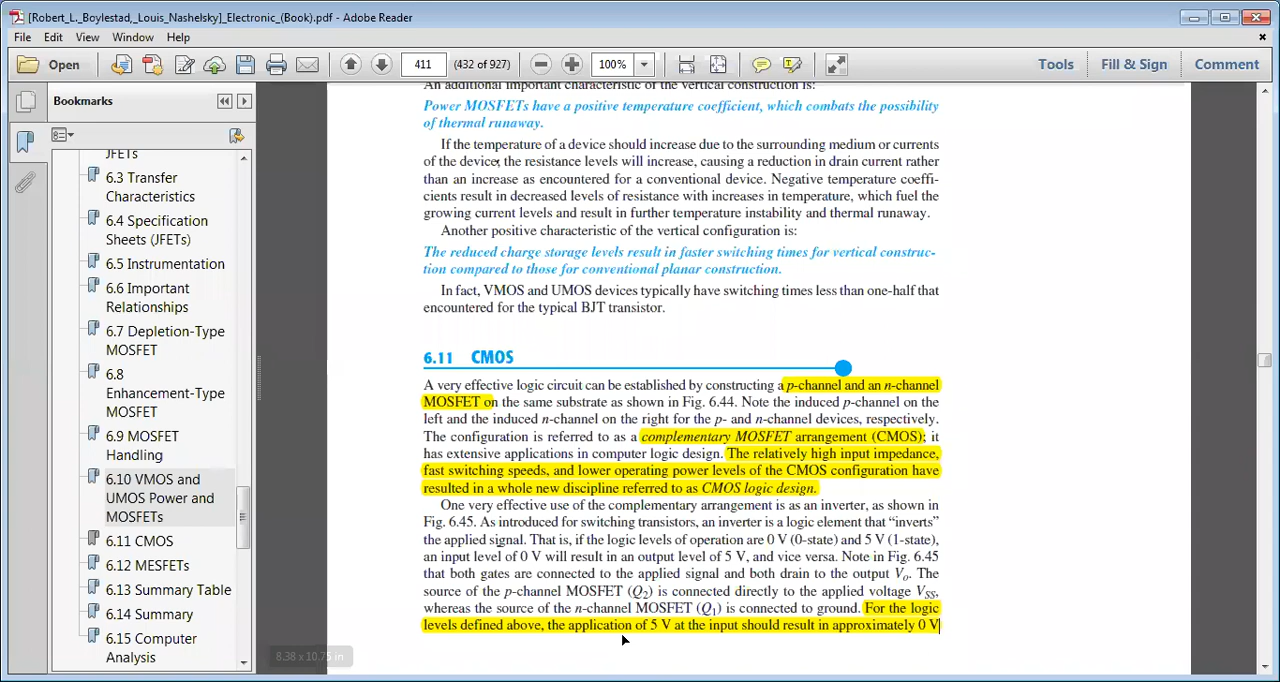 [Robert_L._Boylestad,_Louis_Nashelsky]_Electronic_(Book).pdf - Adobe Reader
File Edit View Window Help
Open 411 (432 of 927) 100% Tools Fill & Sign Comment
Bookmarks
JFETs
6.3 Transfer
Characteristics
6.4 Specification
Sheets (JFETs)
6.5 Instrumentation
6.6 Important
Relationships
6.7 Depletion-Type
MOSFET
6.8
Enhancement-Type
MOSFET
6.9 MOSFET
Handling
6.10 VMOS and
UMOS Power and
MOSFETs
6.11 CMOS
6.12 MESFETs
6.13 Summary Table
6.14 Summary
6.15 Computer
Analysis
An additional important characteristic of the vertical construction is:
Power MOSFETs have a positive temperature coefficient, which combats the possibility
of thermal runaway.
If the temperature of a device should increase due to the surrounding medium or currents
of the device, the resistance levels will increase, causing a reduction in drain current rather
than an increase as encountered for a conventional device. Negative temperature coeffi-
cients result in decreased levels of resistance with increases in temperature, which fuel the
growing current levels and result in further temperature instability and thermal runaway.
Another positive characteristic of the vertical configuration is:
The reduced charge storage levels result in faster switching times for vertical construc-
tion compared to those for conventional planar construction.
In fact, VMOS and UMOS devices typically have switching times less than one-half that
encountered for the typical BJT transistor.
6.11 CMOS
A very effective logic circuit can be established by constructing a p-channel and an n-channel
MOSFET on the same substrate as shown in Fig. 6.44. Note the induced p-channel on the
left and the induced n-channel on the right for the p- and n-channel devices, respectively.
The configuration is referred to as a complementary MOSFET arrangement (CMOS); it
has extensive applications in computer logic design. The relatively high input impedance,
fast switching speeds, and lower operating power levels of the CMOS configuration have
resulted in a whole new discipline referred to as CMOS logic design.
One very effective use of the complementary arrangement is as an inverter, as shown in
Fig. 6.45. As introduced for switching transistors, an inverter is a logic element that “inverts”
the applied signal. That is, if the logic levels of operation are 0 V (0-state) and 5 V (1-state),
an input level of 0 V will result in an output level of 5 V, and vice versa. Note in Fig. 6.45
that both gates are connected to the applied signal and both drain to the output Vo. The
source of the p-channel MOSFET (Q2) is connected directly to the applied voltage VSS,
whereas the source of the n-channel MOSFET (Q1) is connected to ground. For the logic
levels defined above, the application of 5 V at the input should result in approximately 0 V
8.38 x 10.75 in